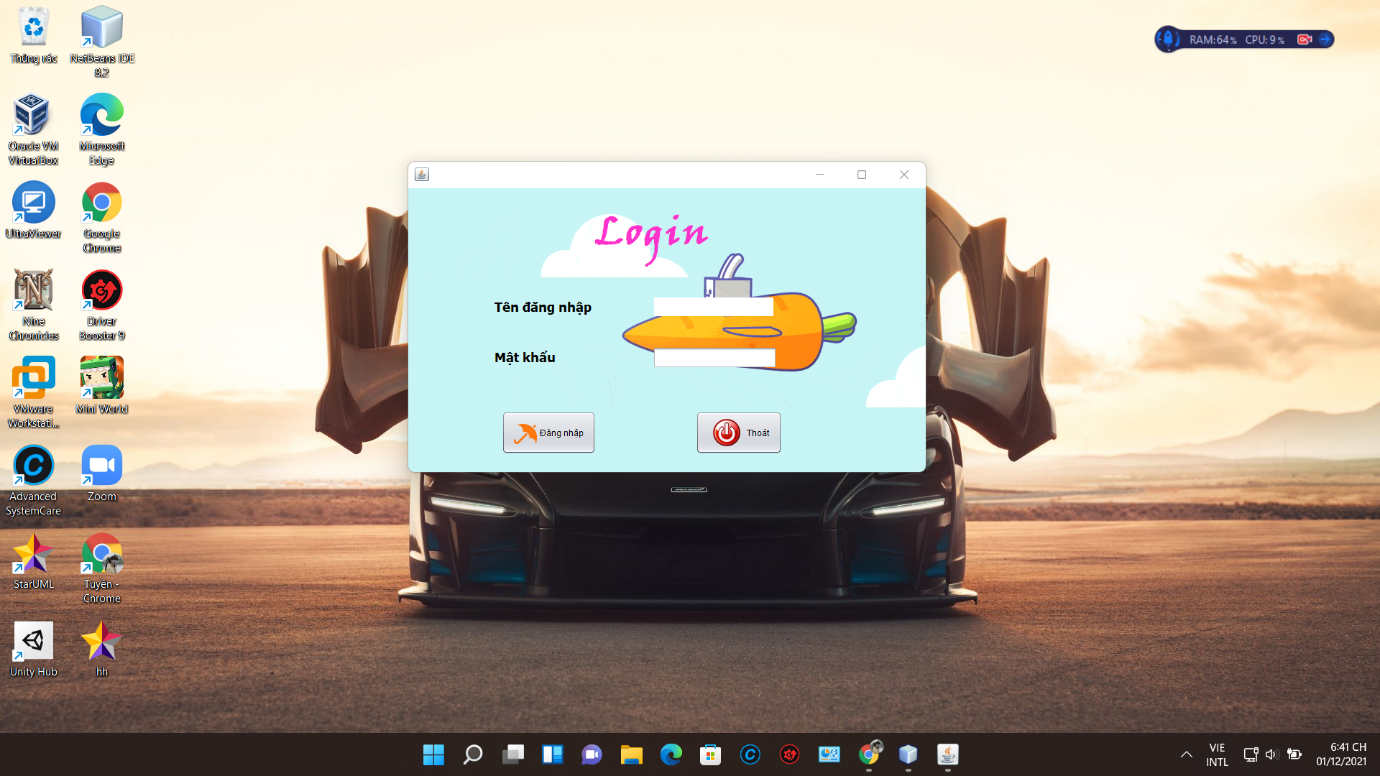 Thùng rác
NetBeans IDE
8.2
Oracle VM
VirtualBox
Microsoft
Edge
UltraViewer
Google
Chrome
Nine
Chronicles
Driver
Booster 9
VMware
Workstati...
Mini World
Advanced
SystemCare
Zoom
StarUML
Tuyên -
Chrome
Unity Hub
hh
RAM:64% CPU:9%
Login
Tên đăng nhập
Mật khẩu
Đăng nhập
Thoát
VIE
INTL
6:41 CH
01/12/2021